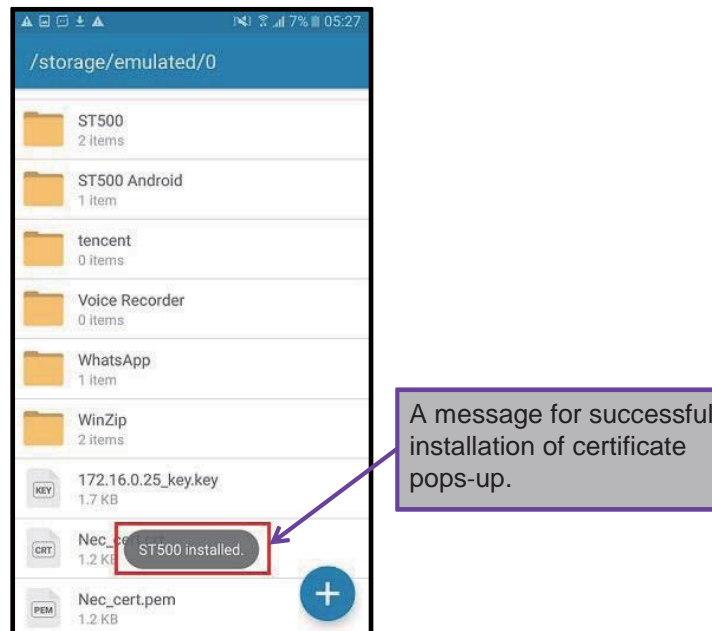 7% 05:27
/storage/emulated/0
ST500
2 items
ST500 Android
1 item
tencent
0 items
Voice Recorder
0 items
WhatsApp
1 item
WinZip
2 items
KEY
172.16.0.25_key.key
1.7 KB
CRT
1.2 KB
ST500 installed.
PEM
Nec_cert.pem
1.2 KB
+
A message for successful
installation of certificate
pops-up.